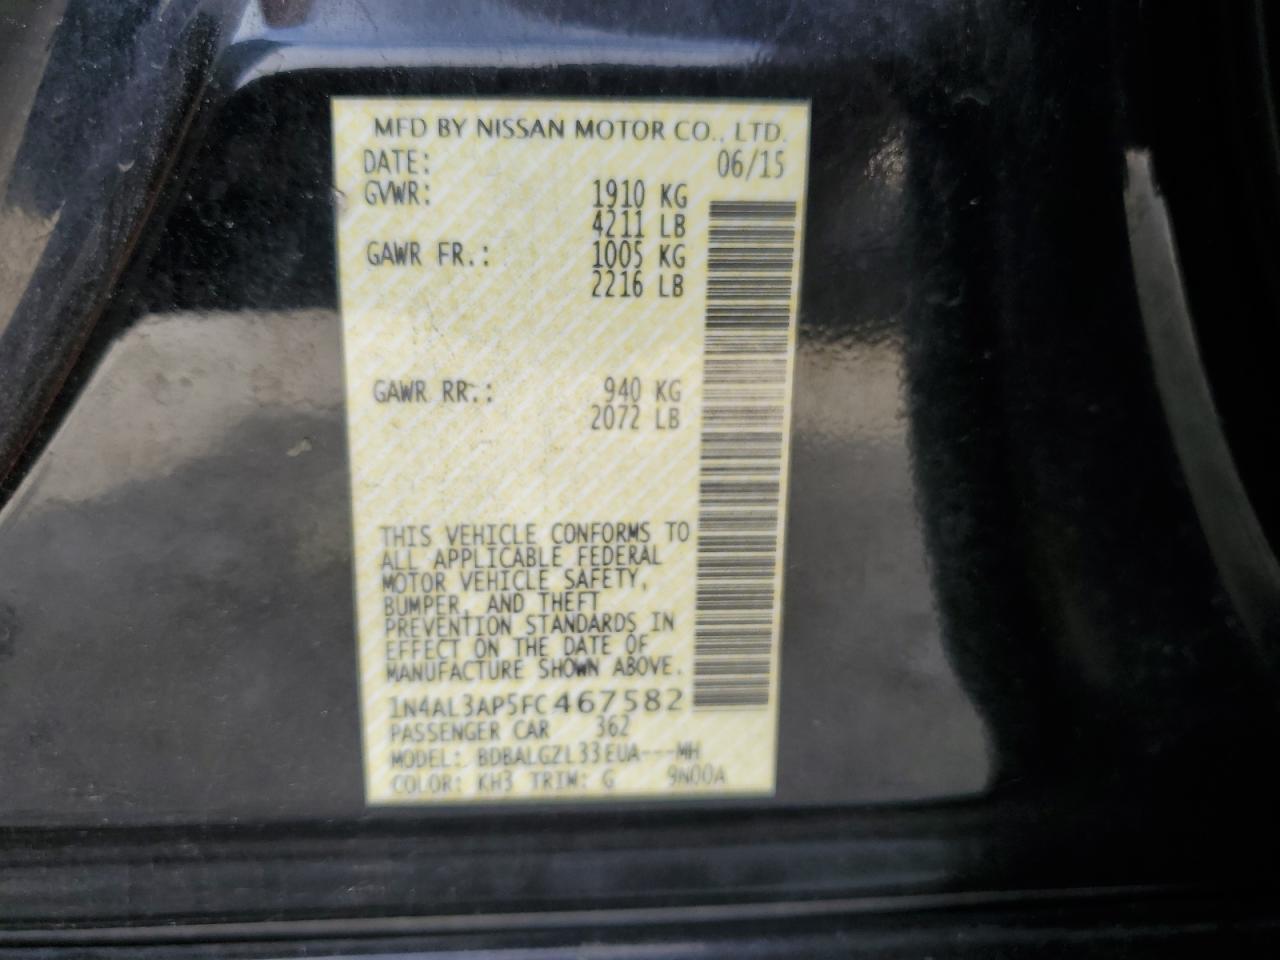 MFD BY NISSAN MOTOR CO., LTD.
DATE: 06/15
GVWR: 1910 KG
4211 LB
GAWR FR.: 1005 KG
2216 LB
GAWR RR.: 940 KG
2072 LB
THIS VEHICLE CONFORMS TO
ALL APPLICABLE FEDERAL
MOTOR VEHICLE SAFETY,
BUMPER, AND THEFT
PREVENTION STANDARDS IN
EFFECT ON THE DATE OF
MANUFACTURE SHOWN ABOVE.
1N4AL3AP5FC467582
PASSENGER CAR 362
MODEL: BDBALGZL33EUA---MH
COLOR: KH3 TRIM: G 9N00A